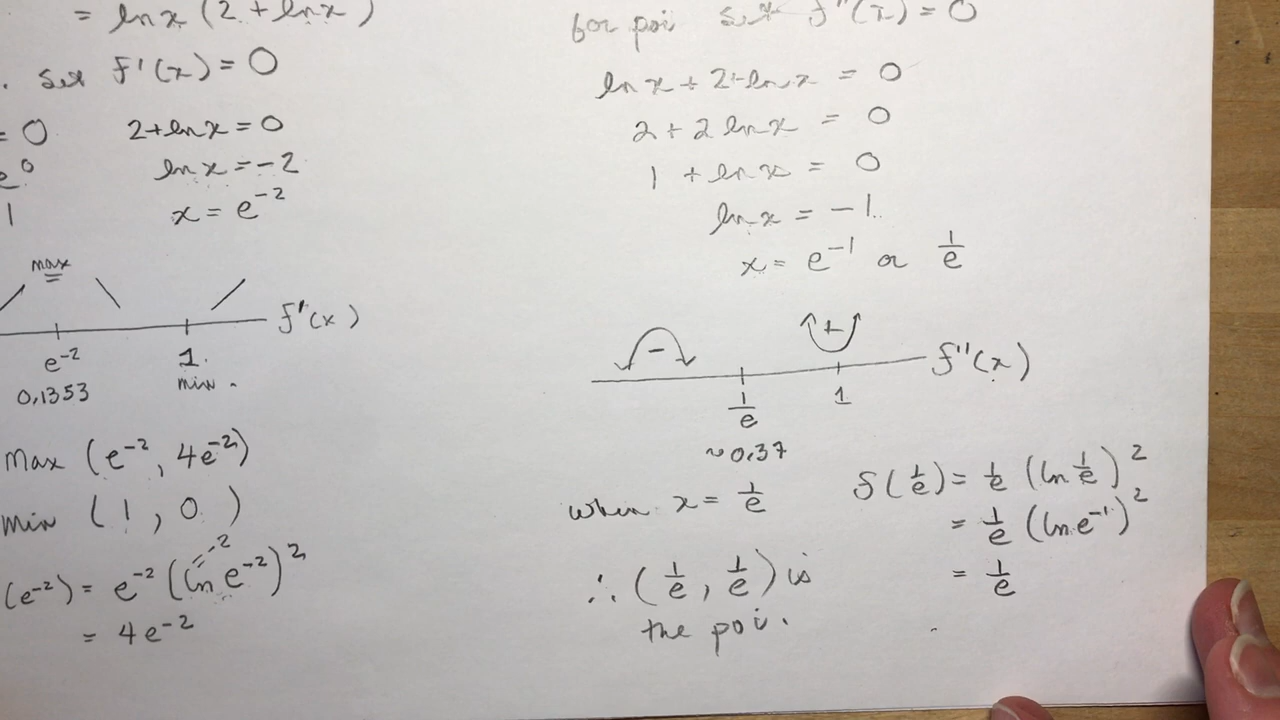 = ln x (2 + ln x)
. Set f'(x) = 0
= 0 2+ln x = 0
e⁰ ln x = -2
1 x = e⁻²
max
f'(x)
e⁻² 1.
0,1353 min.
Max (e⁻², 4e⁻²)
Min (1, 0)
= -2
(e⁻²) = e⁻² (ln e⁻²)²
= 4e⁻²
for poi set f''(x) = 0
ln x + 2 + ln x = 0
2 + 2 ln x = 0
1 + ln x = 0
ln x = -1.
x = e⁻¹ or 1/e
- +
f''(x)
1/e 1
~0,37
when x = 1/e
f(1/e) = 1/e (ln 1/e)²
= 1/e (ln e⁻¹)²
= 1/e
∴ (1/e, 1/e) is
the poi.